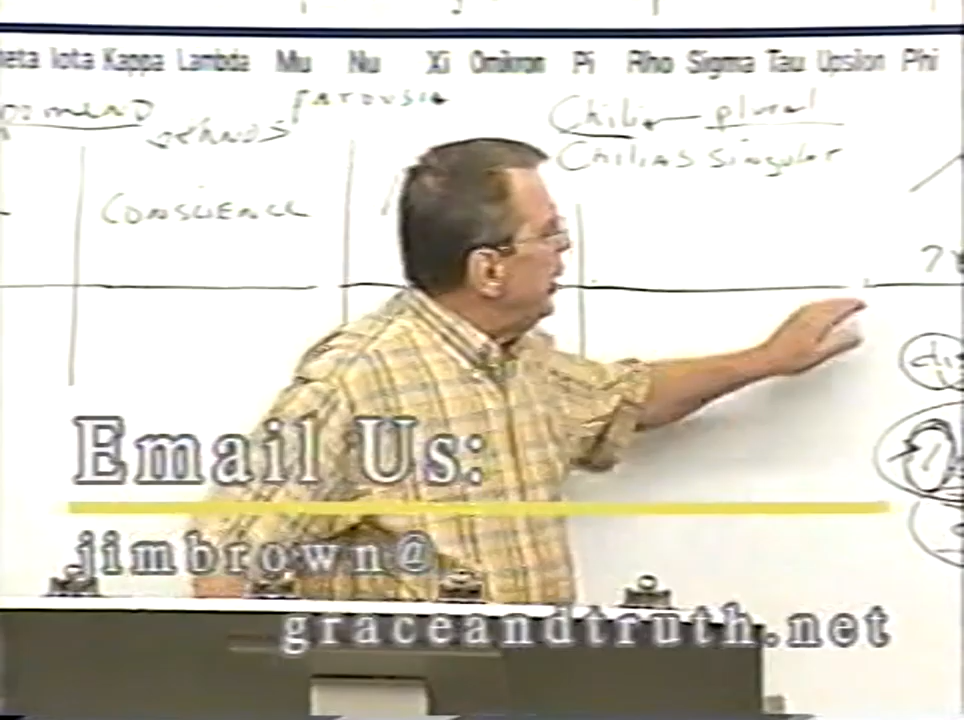 Iota Kappa Lambda Mu Nu Xi Omikron Pi Rho Sigma Tau Upsilon Phi
PAROUSIA
Chilia plural
Chilias singular
Conscience
Email Us:
jimbrown@
graceandtruth.net